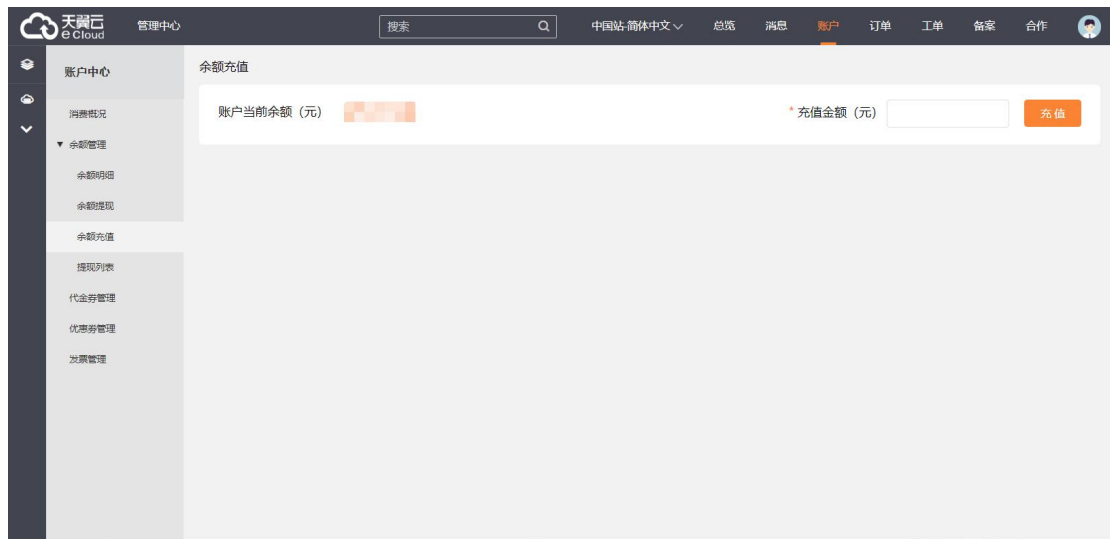 天翼云
e Cloud
管理中心
搜索
中国站-简体中文
总览
消息
账户
订单
工单
备案
合作
账户中心
消费概况
余额管理
余额明细
余额提现
余额充值
提现列表
代金券管理
优惠券管理
发票管理
余额充值
账户当前余额（元）
* 充值金额（元）
充值